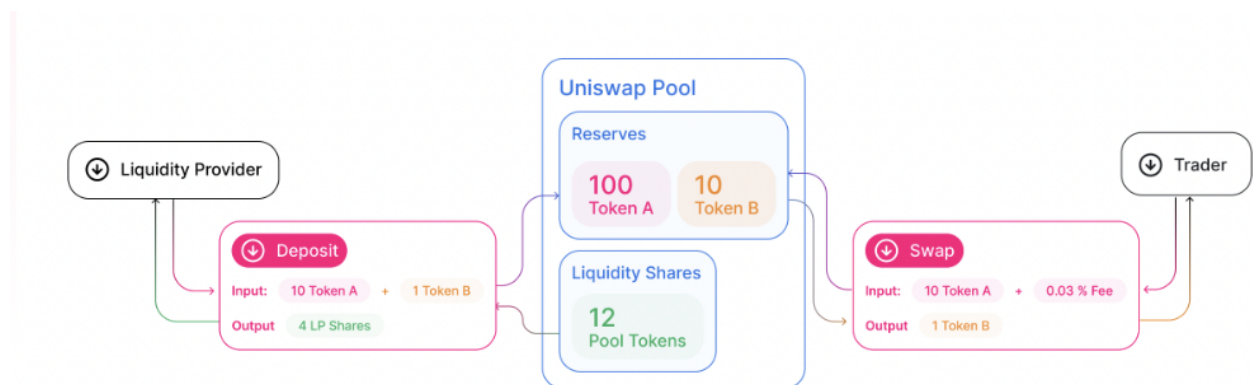 Uniswap Pool
Reserves
100
Token A
10
Token B
Liquidity Shares
12
Pool Tokens
Liquidity Provider
Deposit
Input: 10 Token A + 1 Token B
Output 4 LP Shares
Trader
Swap
Input: 10 Token A + 0.03 % Fee
Output 1 Token B